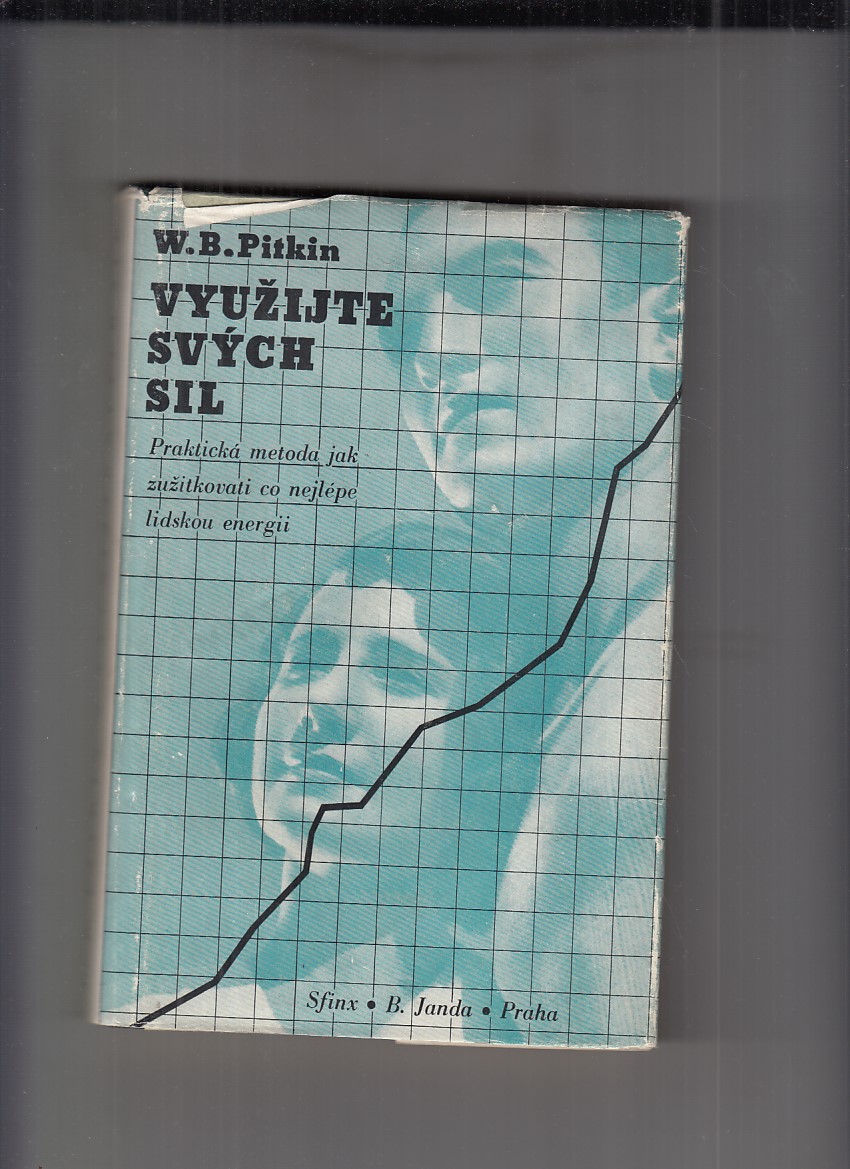 W.B.Pitkin
VYUŽIJTE
SVÝCH
SIL
Praktická metoda jak
zužitkovati co nejlépe
lidskou energii
Sfinx • B. Janda • Praha